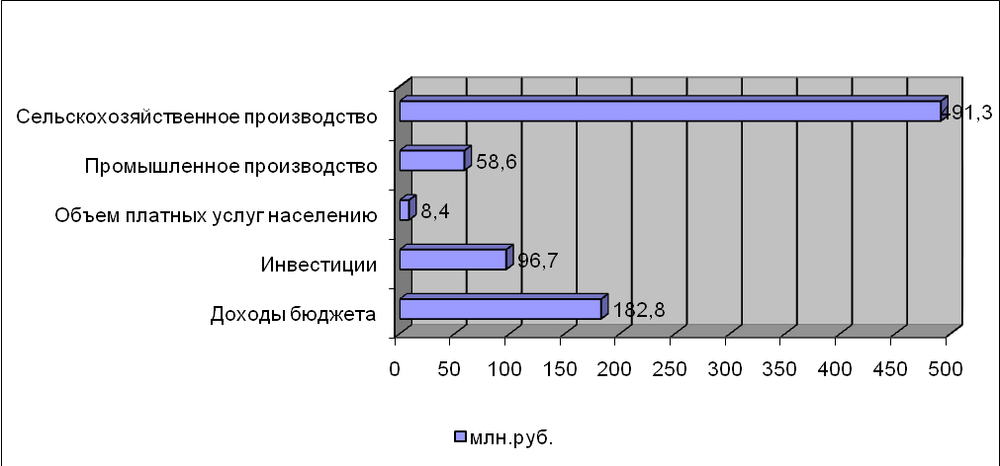 Сельскохозяйственное производство
491,3
Промышленное производство
58,6
Объем платных услуг населению
8,4
Инвестиции
96,7
Доходы бюджета
182,8
0 50 100 150 200 250 300 350 400 450 500
млн.руб.